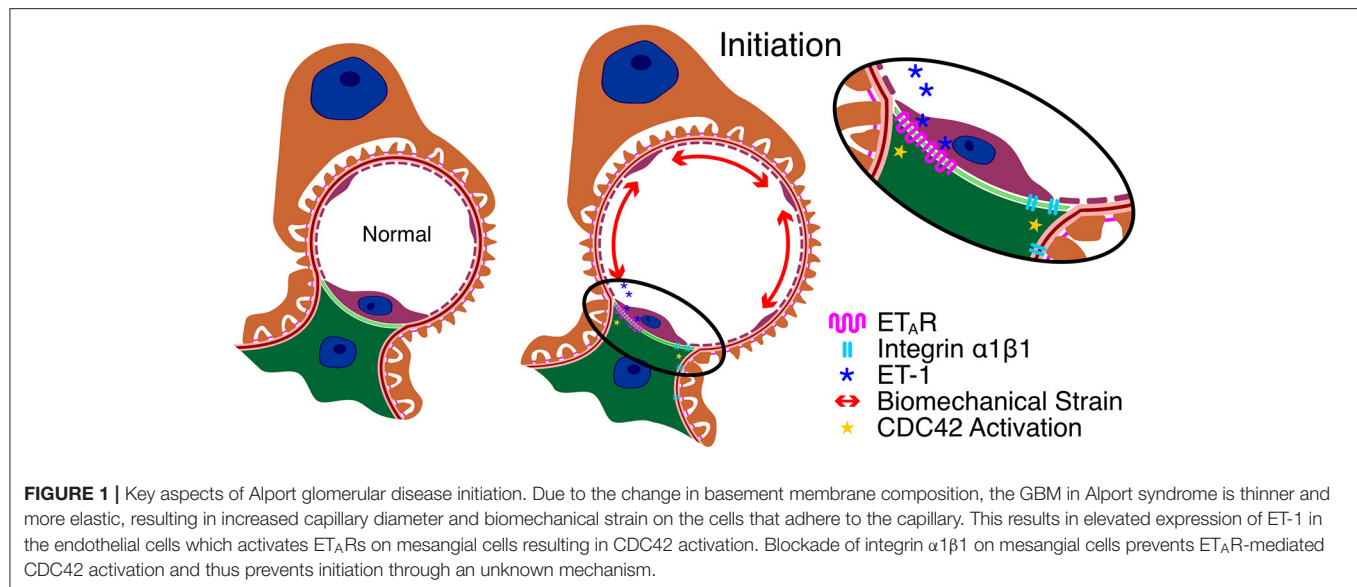 Initiation
Normal
ETAR
Integrin α1β1
ET-1
Biomechanical Strain
CDC42 Activation
FIGURE 1 | Key aspects of Alport glomerular disease initiation. Due to the change in basement membrane composition, the GBM in Alport syndrome is thinner and
more elastic, resulting in increased capillary diameter and biomechanical strain on the cells that adhere to the capillary. This results in elevated expression of ET-1 in
the endothelial cells which activates ETARs on mesangial cells resulting in CDC42 activation. Blockade of integrin α1β1 on mesangial cells prevents ETAR-mediated
CDC42 activation and thus prevents initiation through an unknown mechanism.